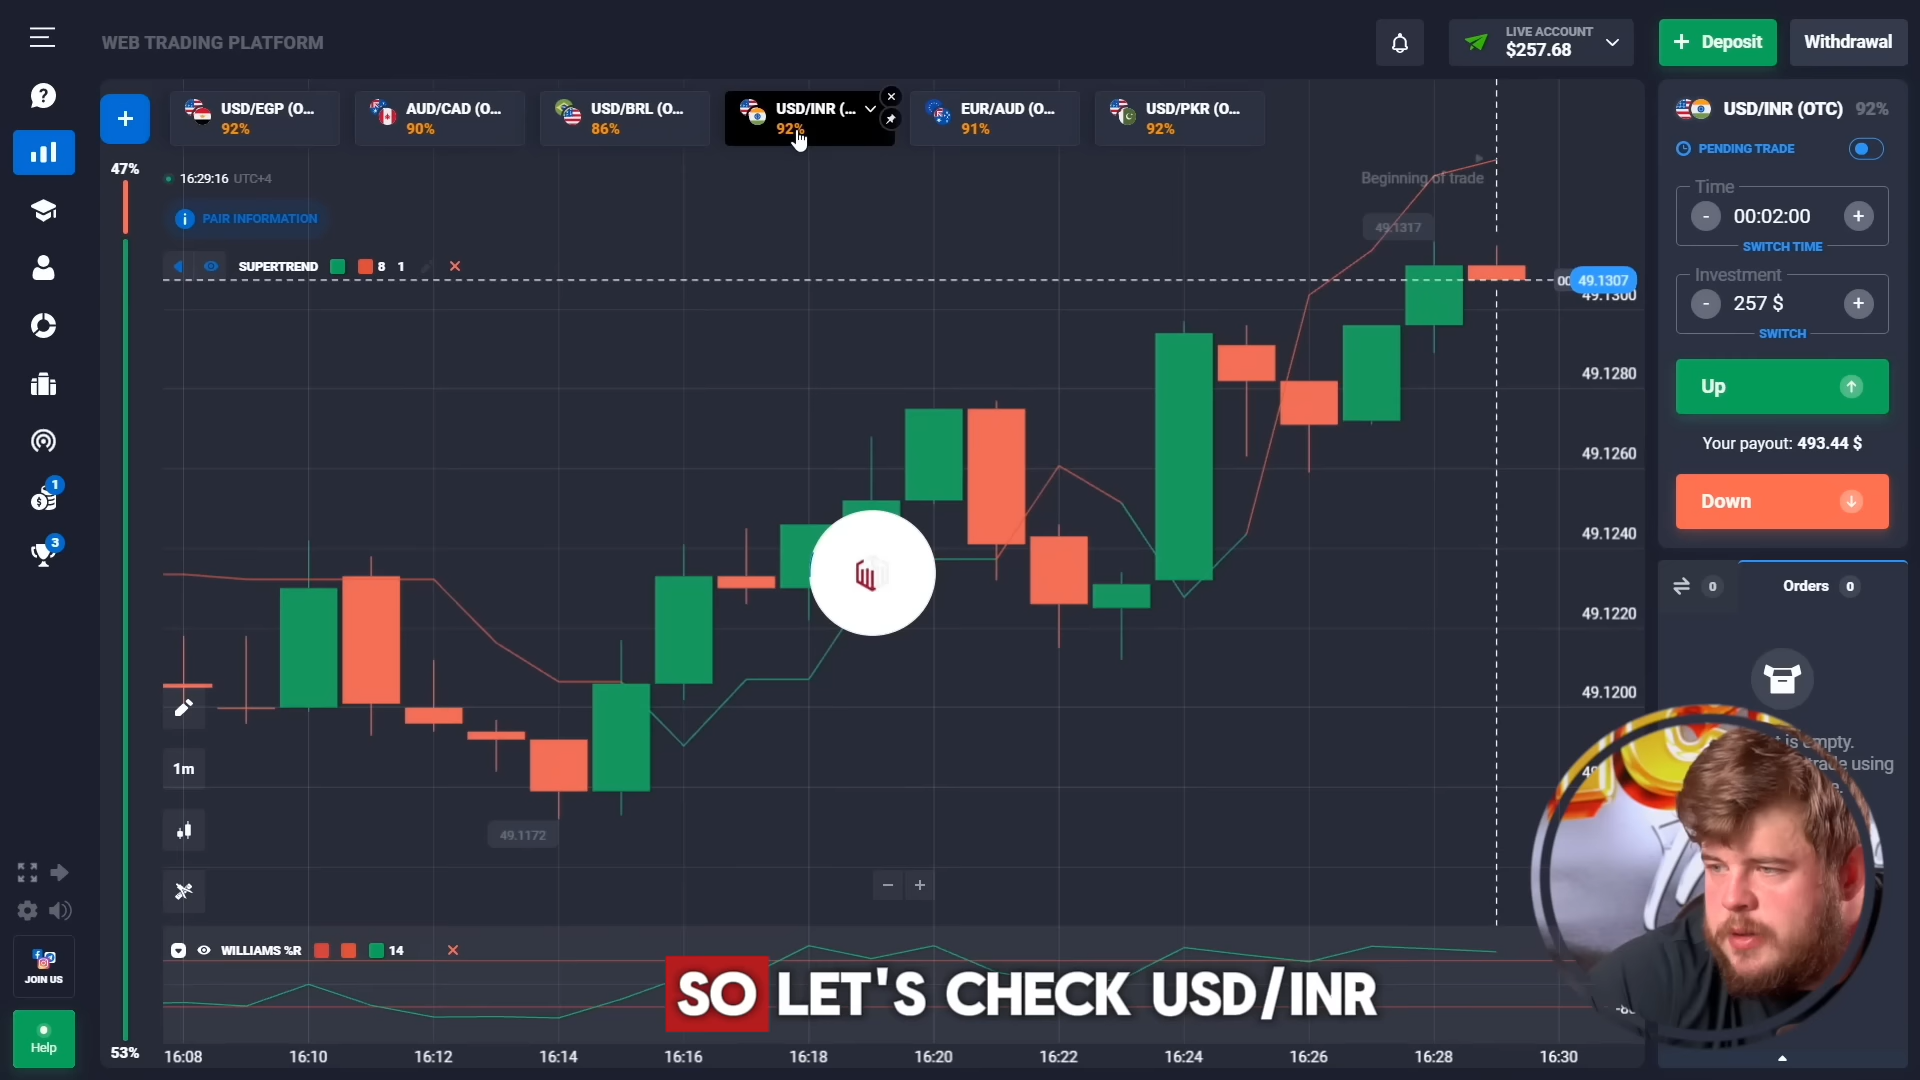 WEB TRADING PLATFORM
LIVE ACCOUNT
$257.68
Deposit
Withdrawal
USD/EGP (O...
92%
AUD/CAD (O...
90%
USD/BRL (O...
86%
USD/INR (...
92%
EUR/AUD (O...
91%
USD/PKR (O...
92%
USD/INR (OTC) 92%
PENDING TRADE
Time
- 00:02:00 +
SWITCH TIME
Investment
- 257 $ +
SWITCH
Up
Your payout: 493.44 $
Down
0
Orders 0
is empty.
trade using
47%
16:29:16 UTC+4
PAIR INFORMATION
SUPERTREND 8 1
Beginning of trade
49.1317
49.1307
49.1300
49.1280
49.1260
49.1240
49.1220
49.1200
49.1172
1m
WILLIAMS %R 14
SO LET'S CHECK USD/INR
53%
16:08
16:10
16:12
16:14
16:16
16:18
16:20
16:22
16:24
16:26
16:28
16:30
1
3
JOIN US
Help